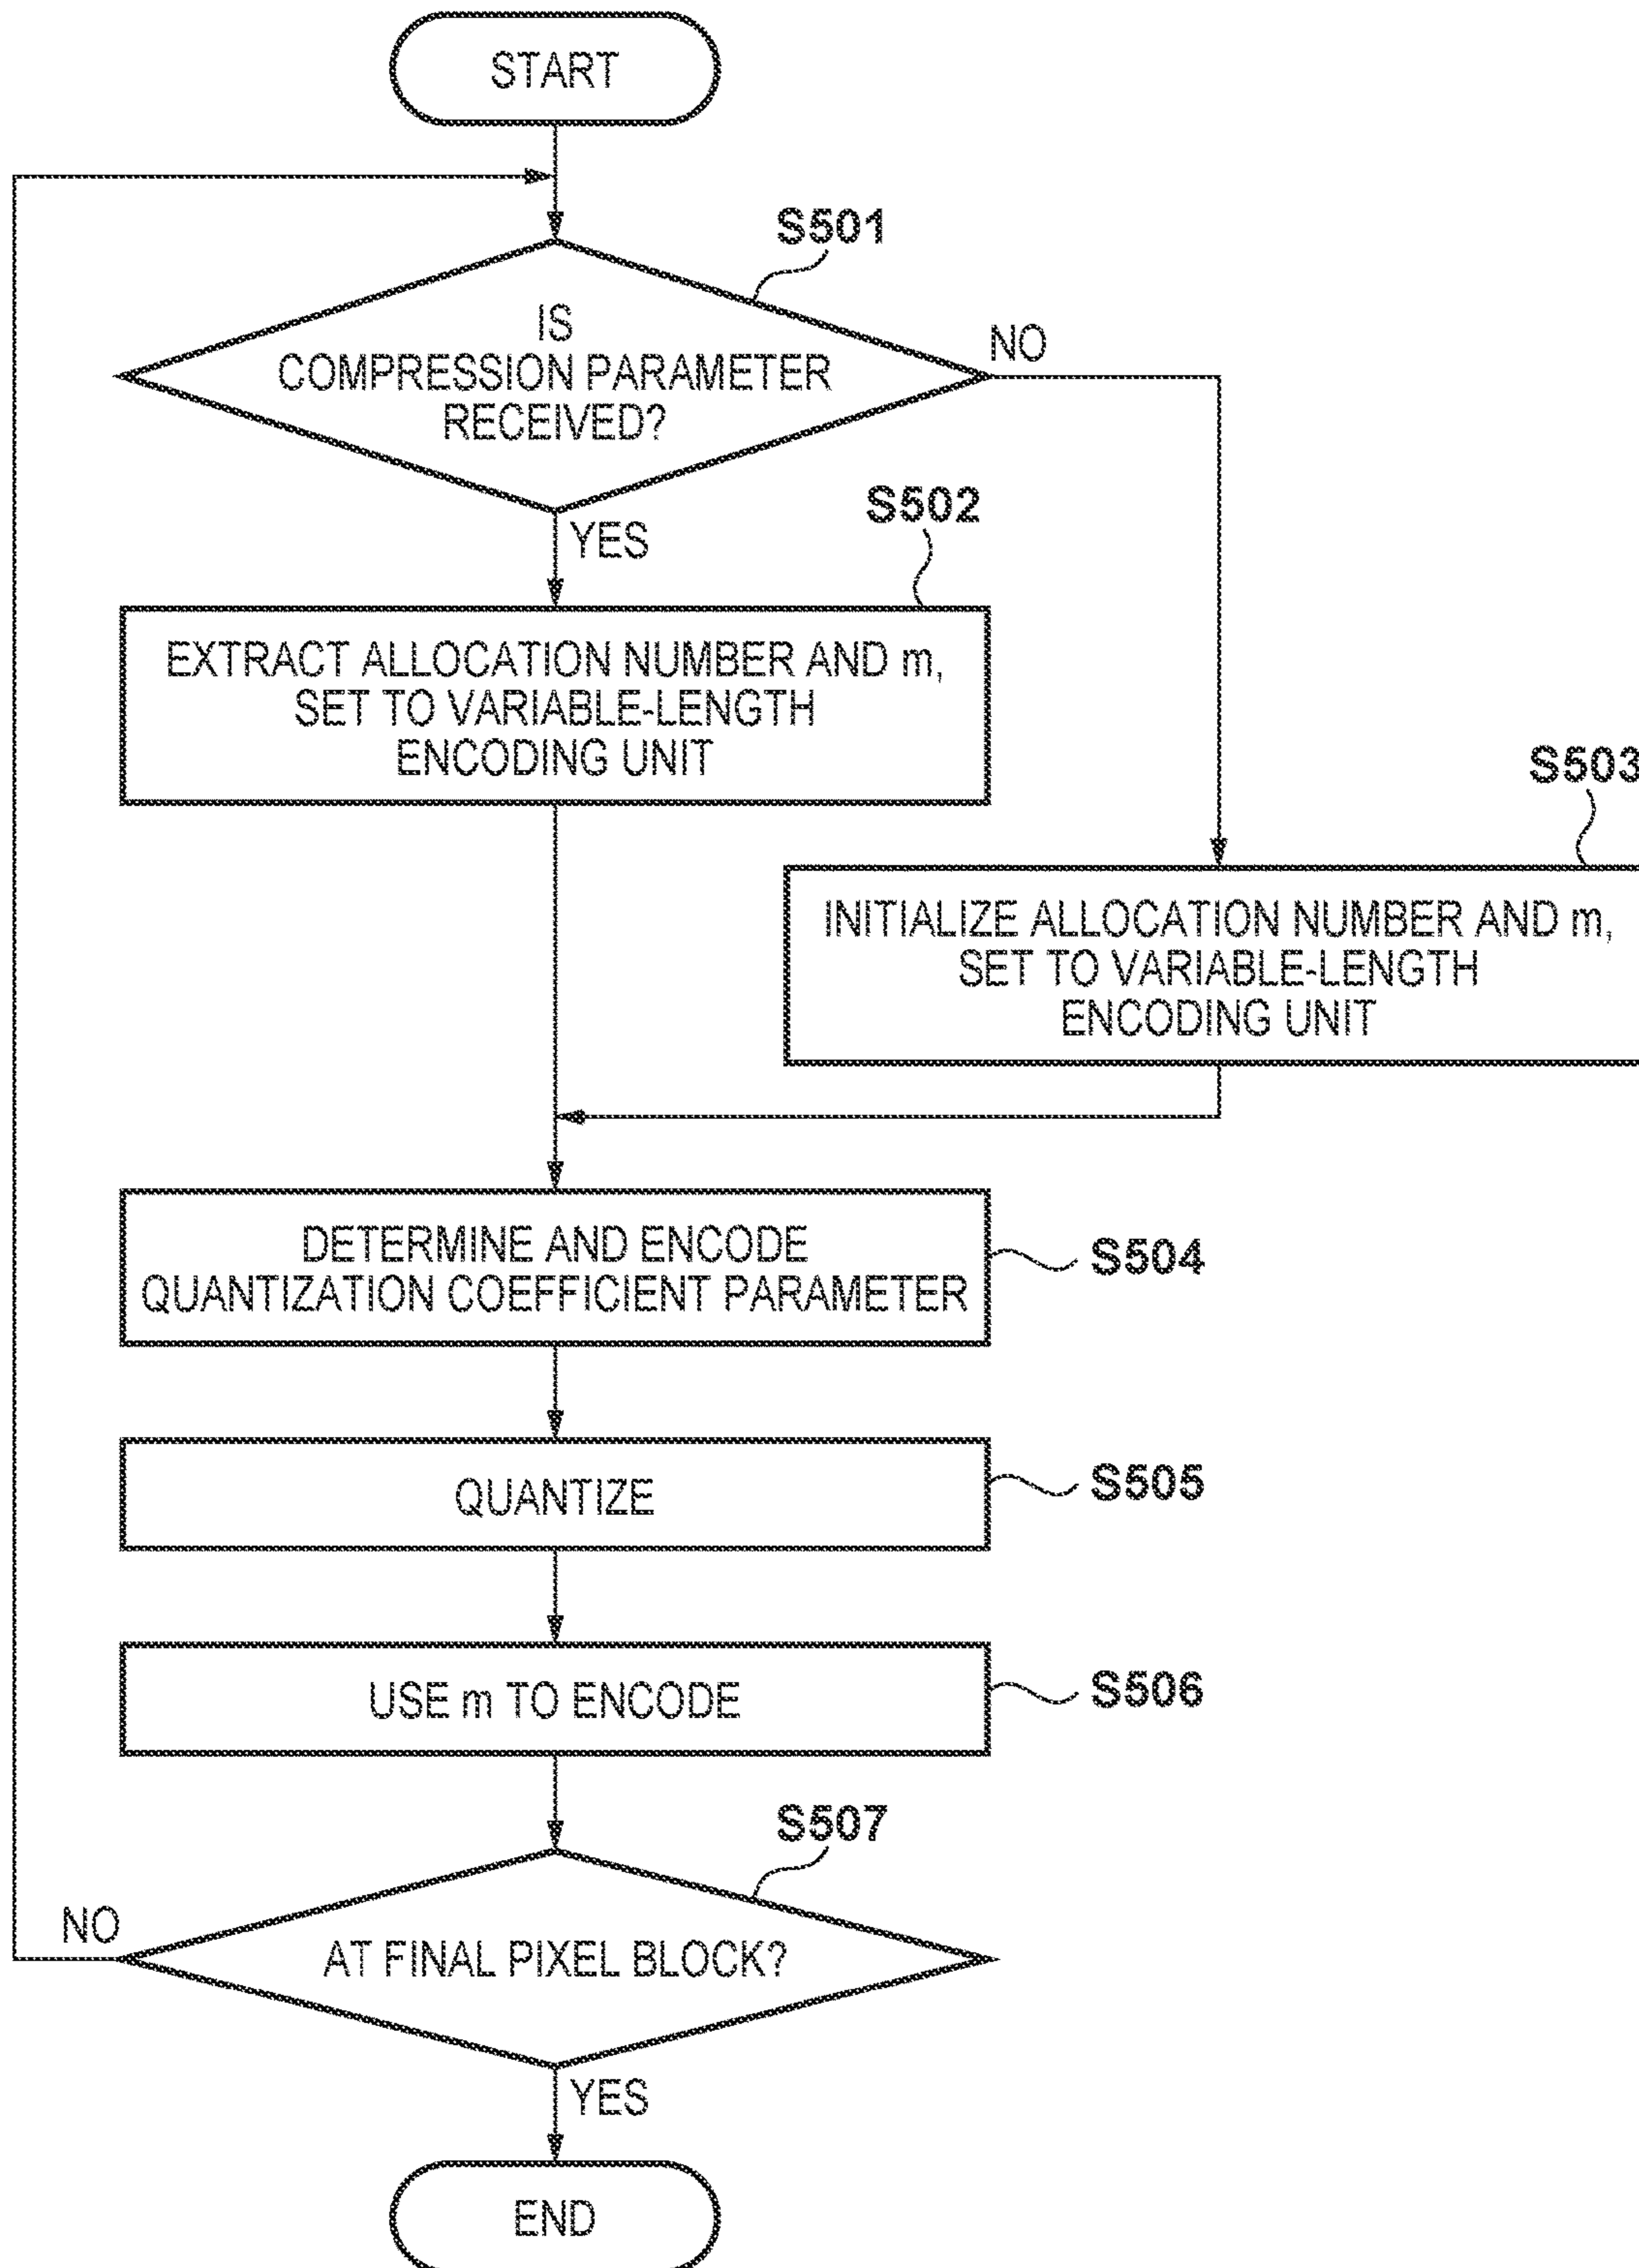 START
S501
IS
COMPRESSION PARAMETER
RECEIVED?
NO
YES
S502
EXTRACT ALLOCATION NUMBER AND m,
SET TO VARIABLE-LENGTH
ENCODING UNIT
S503
INITIALIZE ALLOCATION NUMBER AND m,
SET TO VARIABLE-LENGTH
ENCODING UNIT
DETERMINE AND ENCODE
QUANTIZATION COEFFICIENT PARAMETER
S504
QUANTIZE
S505
USE m TO ENCODE
S506
S507
NO
AT FINAL PIXEL BLOCK?
YES
END